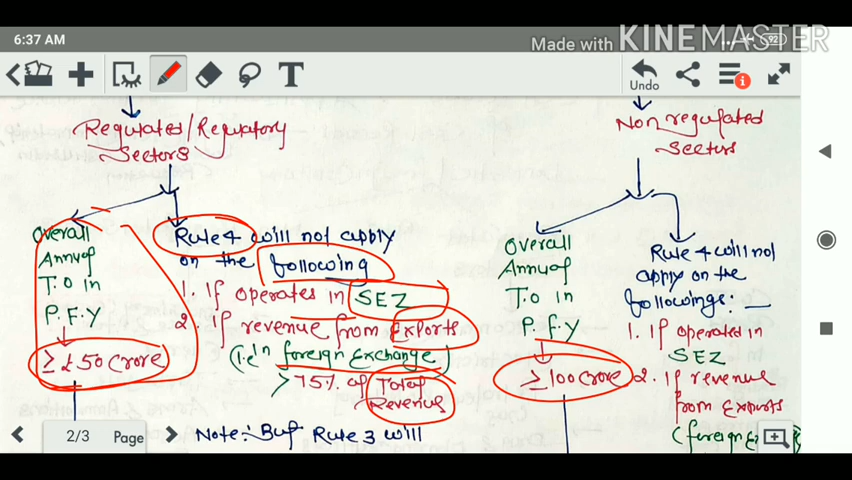 6:37 AM
Made with KINEMASTER
92
Undo
Regulated/Regulatory
Sectors
Non regulated
Sectors
Overall
Annual
T.O in
P.F.Y
≥ ₹50 crore
Rule 4 will not apply
on the following
1. If operates in SEZ
2 if revenue from Exports
(i.e in foreign Exchange)
> 75% of Total
Revenue
Note:- But Rule 3 will
Overall
Annual
T.O in
P.F.Y
≥ 100 crore
Rule 4 will not
apply on the
followings:
1. If operated in
SEZ
2. If revenue
from Exports
(foreign Ex
2/3 Page